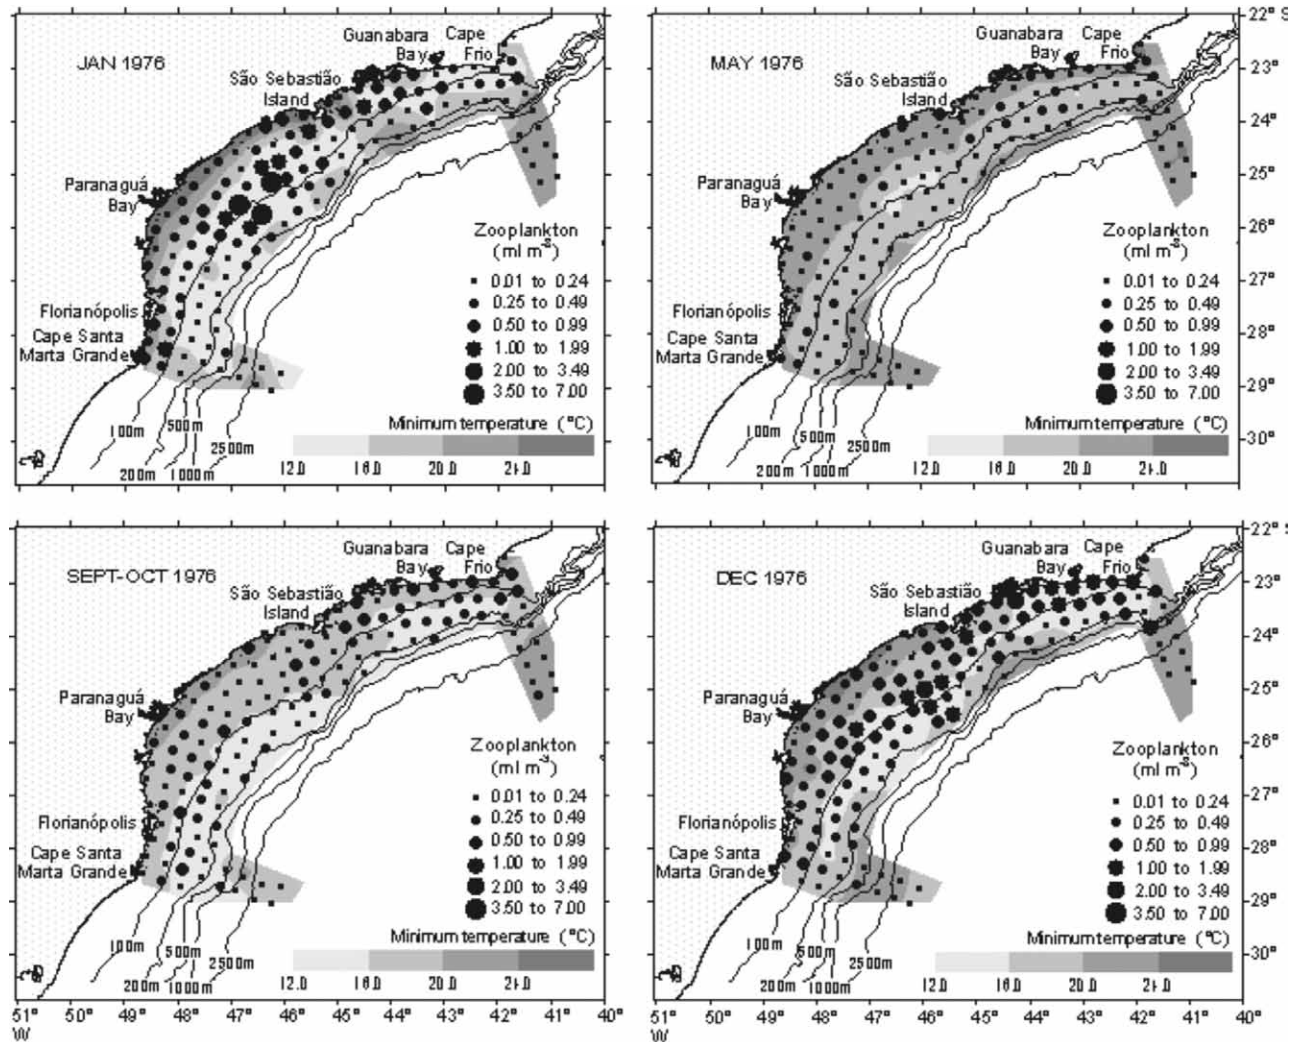 JAN 1976
Guanabara Bay
Cape Frio
São Sebastião
Island
Paranaguá
Bay
Florianópolis
Cape Santa
Marta Grande
Zooplankton
(ml m⁻³)
0.01 to 0.24
0.25 to 0.49
0.50 to 0.99
1.00 to 1.99
2.00 to 3.49
3.50 to 7.00
Minimum temperature (°C)
12.0 16.0 20.0 24.0
100m
200m
500m
1000m
2500m
MAY 1976
Guanabara Bay
Cape Frio
São Sebastião
Island
Paranaguá
Bay
Florianópolis
Cape Santa
Marta Grande
Zooplankton
(ml m⁻³)
0.01 to 0.24
0.25 to 0.49
0.50 to 0.99
1.00 to 1.99
2.00 to 3.49
3.50 to 7.00
Minimum temperature (°C)
12.0 16.0 20.0 24.0
100m
200m
500m
1000m
2500m
22° S
23°
24°
25°
26°
27°
28°
29°
30°
SEPT-OCT 1976
Guanabara Bay
Cape Frio
São Sebastião
Island
Paranaguá
Bay
Florianópolis
Cape Santa
Marta Grande
Zooplankton
(ml m⁻³)
0.01 to 0.24
0.25 to 0.49
0.50 to 0.99
1.00 to 1.99
2.00 to 3.49
3.50 to 7.00
Minimum temperature (°C)
12.0 16.0 20.0 24.0
100m
200m
500m
1000m
2500m
51° 50° 49° 48° 47° 46° 45° 44° 43° 42° 41° 40°
W
DEC 1976
Guanabara Bay
Cape Frio
São Sebastião
Island
Paranaguá
Bay
Florianópolis
Cape Santa
Marta Grande
Zooplankton
(ml m⁻³)
0.01 to 0.24
0.25 to 0.49
0.50 to 0.99
1.00 to 1.99
2.00 to 3.49
3.50 to 7.00
Minimum temperature (°C)
12.0 16.0 20.0 24.0
100m
200m
500m
1000m
2500m
22° S
23°
24°
25°
26°
27°
28°
29°
30°
51° 50° 49° 48° 47° 46° 45° 44° 43° 42° 41° 40°
W